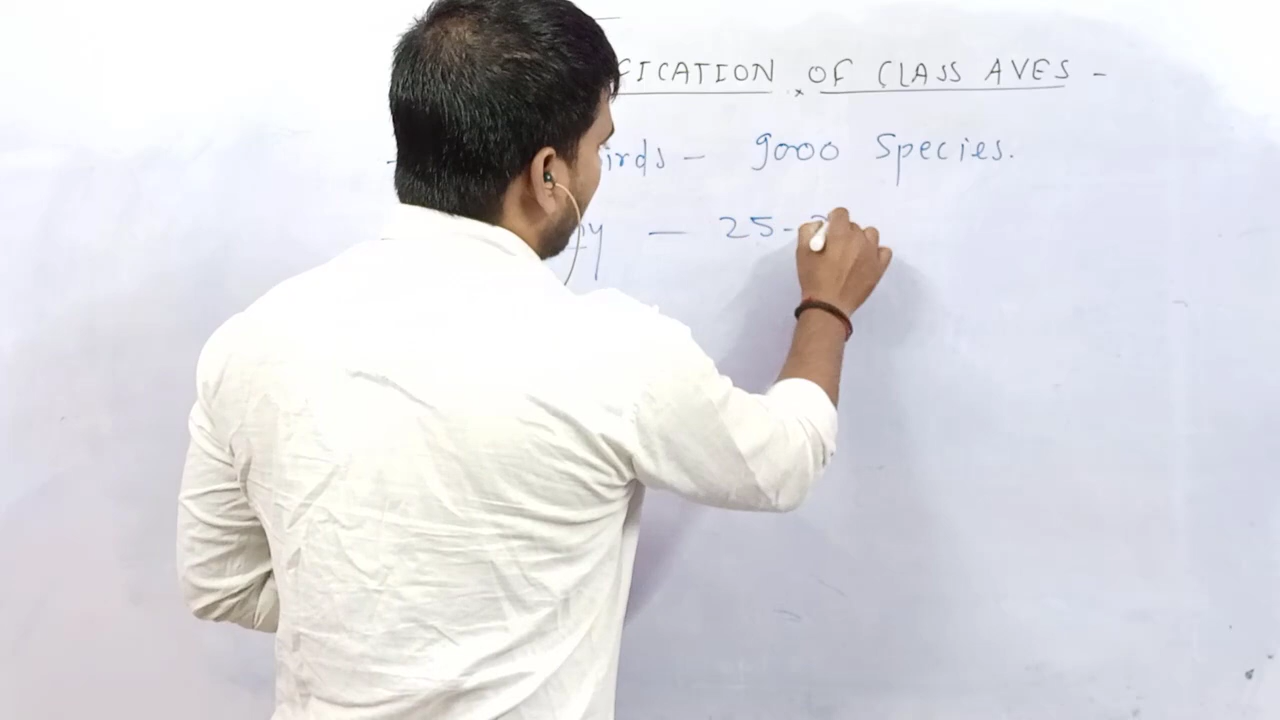 FICATION OF CLASS AVES -
irds - 9000 Species.
- 25-